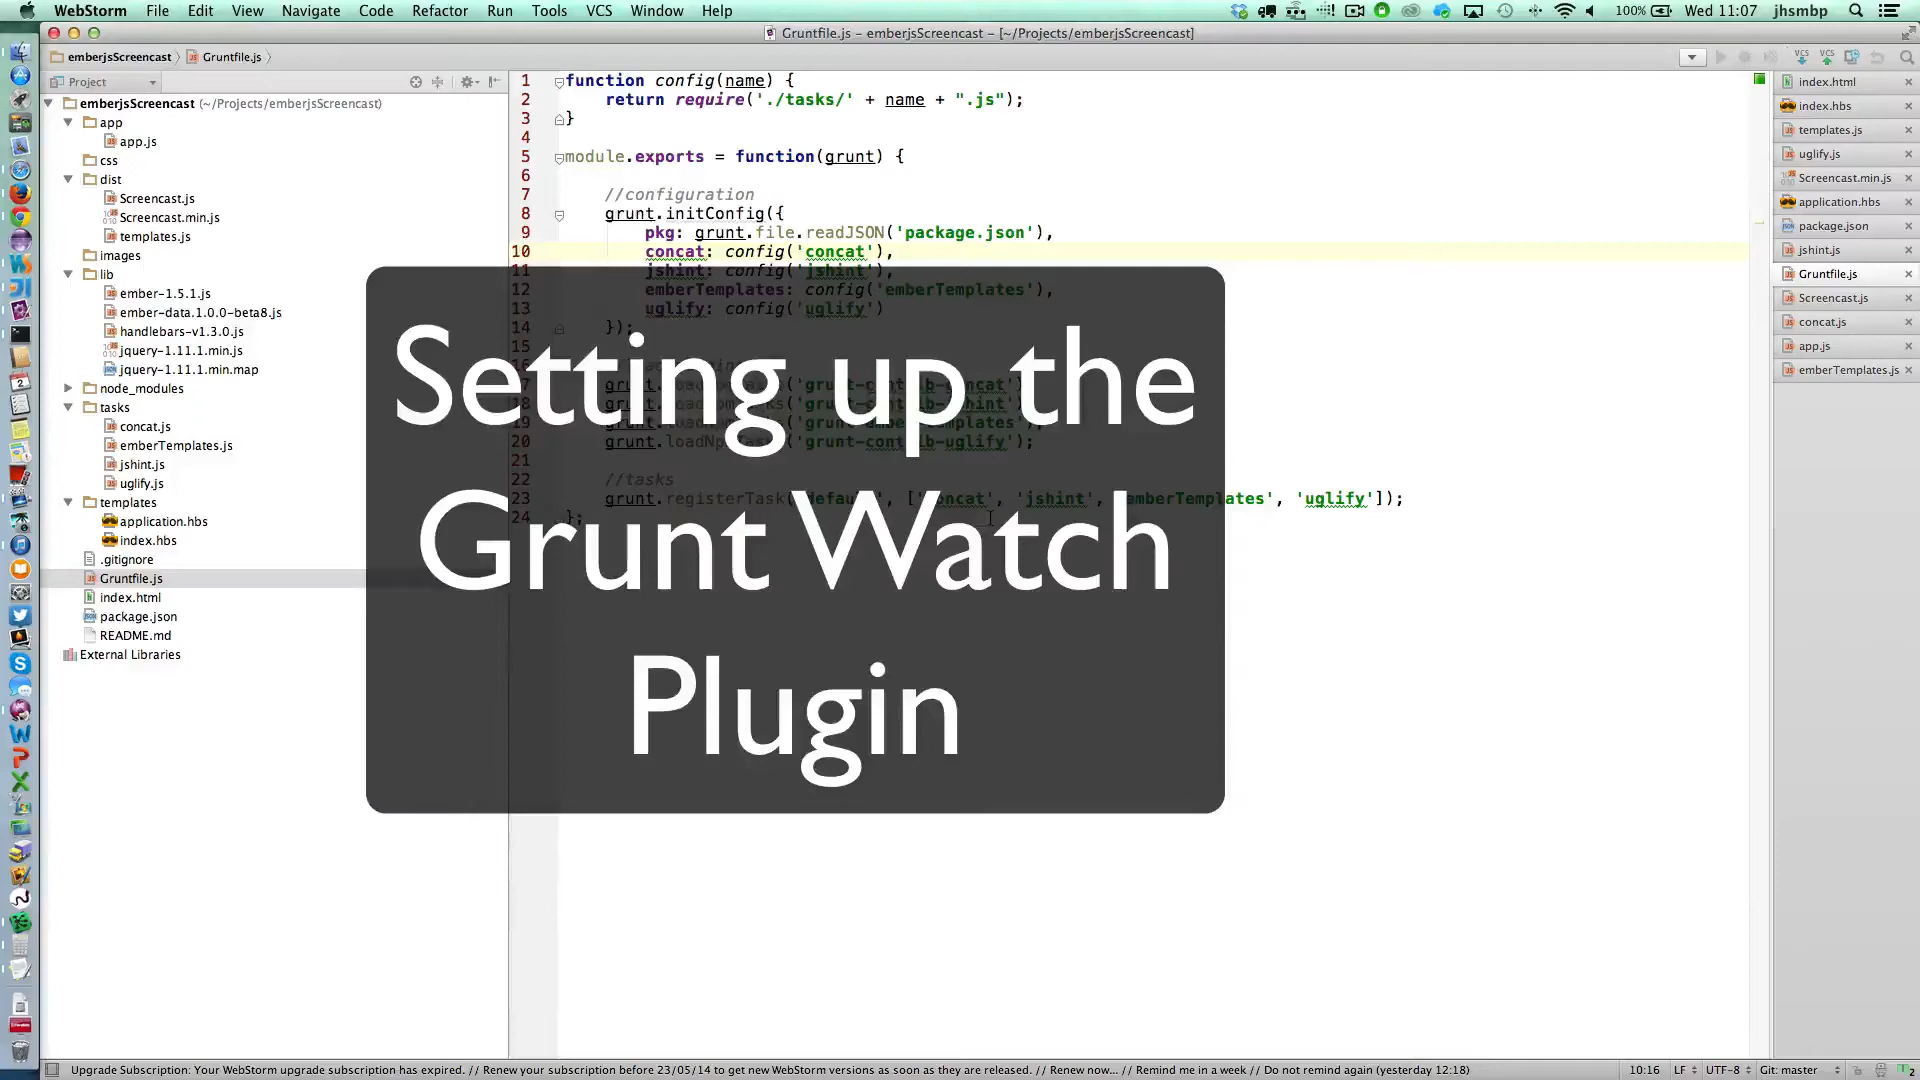 WebStorm File Edit View Navigate Code Refactor Run Tools VCS Window Help 100% Wed 11:07 jhsmbp
Gruntfile.js - emberjsScreencast - [~/Projects/emberjsScreencast]
emberjsScreencast Gruntfile.js
Project
emberjsScreencast (~/Projects/emberjsScreencast)
app
app.js
css
dist
Screencast.js
Screencast.min.js
templates.js
images
lib
ember-1.5.1.js
ember-data.1.0.0-beta8.js
handlebars-v1.3.0.js
jquery-1.11.1.min.js
jquery-1.11.1.min.map
node_modules
tasks
concat.js
emberTemplates.js
jshint.js
uglify.js
templates
application.hbs
index.hbs
.gitignore
Gruntfile.js
index.html
package.json
README.md
External Libraries
1 function config(name) {
2 return require('./tasks/' + name + ".js");
3 }
4
5 module.exports = function(grunt) {
6
7 //configuration
8 grunt.initConfig({
9 pkg: grunt.file.readJSON('package.json'),
10 concat: config('concat'),
11 jshint: config('jshint'),
12 emberTemplates: config('emberTemplates'),
13 uglify: config('uglify')
14 });
15
20 grunt.loadNpmTasks('grunt-contrib-uglify');
21
22 //tasks
23 grunt.registerTask('default', ['concat', 'jshint', 'emberTemplates', 'uglify']);
24 };
Setting up the
Grunt Watch
Plugin
index.html
index.hbs
templates.js
uglify.js
Screencast.min.js
application.hbs
package.json
jshint.js
Gruntfile.js
Screencast.js
concat.js
app.js
emberTemplates.js
Upgrade Subscription: Your WebStorm upgrade subscription has expired. // Renew your subscription before 23/05/14 to get new WebStorm versions as soon as they are released. // Renew now... // Remind me in a week // Do not remind again (yesterday 12:18) 10:16 LF UTF-8 Git: master